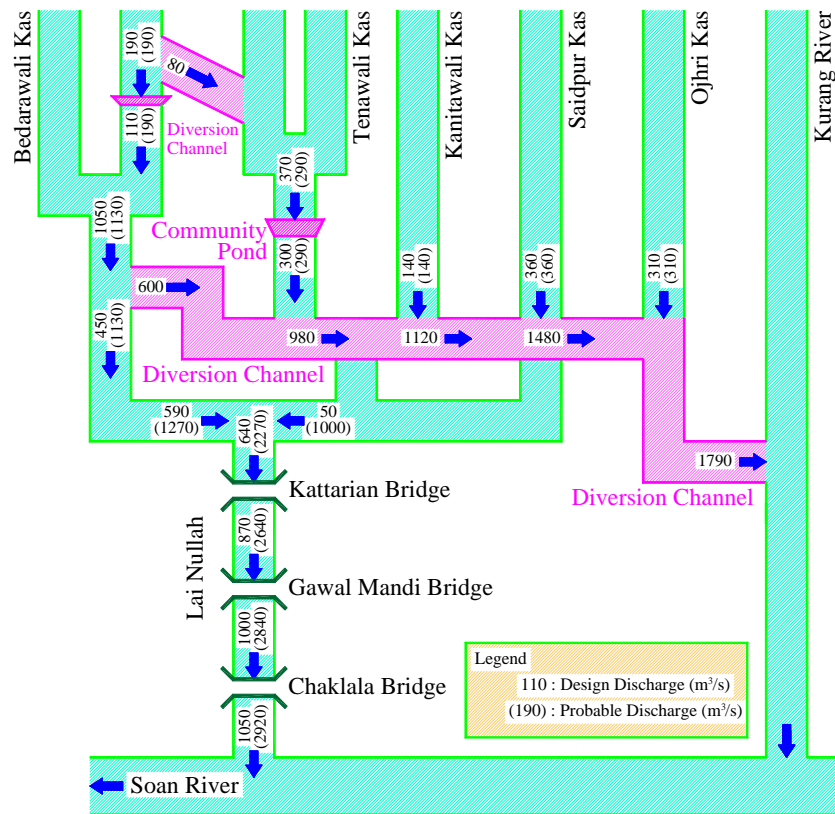 Bedarawali Kas
Tenawali Kas
Kanitawali Kas
Saidpur Kas
Ojhri Kas
Kurang River
190
(190)
80
110
(190)
Diversion
Channel
370
(290)
1050
(1130)
Community
Pond
300
(290)
140
(140)
360
(360)
310
(310)
600
450
(1130)
980
1120
1480
Diversion Channel
590
(1270)
640
(2270)
50
(1000)
1790
Diversion Channel
Kattarian Bridge
Lai Nullah
870
(2640)
Gawal Mandi Bridge
1000
(2840)
Chaklala Bridge
1050
(2920)
Legend
110 : Design Discharge (m³/s)
(190) : Probable Discharge (m³/s)
Soan River